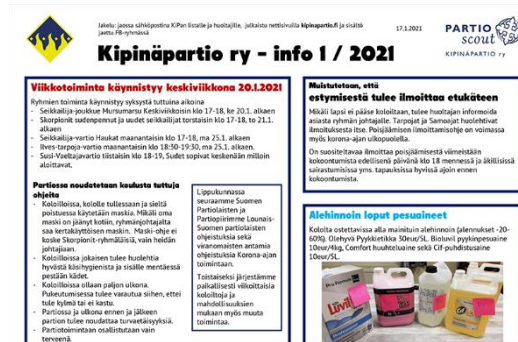 Jakelu: jaossa sähköpostina KiPan listalle ja huoltajille, julkaistu nettisivuilla kipinapartio.fi ja sisältö
jaettu FB-ryhmässä
17.1.2021
PARTIO
scout
KIPINÄPARTIO ry
Kipinäpartio ry – info 1 / 2021
Viikkotoiminta käynnistyy keskiviikkona 20.1.2021
Ryhmien toiminta käynnistyy syksystä tuttuina aikoina
- Seikkailija-joukkue Mursumarsu Keskiviikkoisin klo 17-18, ke 20.1. alkaen
- Skorpionit sudenpennut ja uudet seikkailijat torstaisin klo 17-18, to 21.1.
alkaen
- Seikkailija-vartio Haukat maanantaisin klo 17-18, ma 25.1. alkaen
- Ilves-tarpoja-vartio maanantaisin klo 18:30-19:30, ma 25.1. alkaen.
- Susi-Vaeltajavartio tiistaisin klo 18-19, Sudet sopivat keskenään milloin
aloittavat.
Partiossa noudatetaan koulusta tuttuja
ohjeita
- Koloilloissa, kololle tullessaan ja sieltä
poistuessa käytetään maskia. Mikäli oma
maski on jäänyt kotiin, ryhmänjohtajalta
saa kertakäyttöisen maskin. Maski-ohje ei
koske Skorpionit-ryhmäläisiä, vain heidän
johtajiaan.
- Koloilloissa jokaisen tulee huolehtia
hyvästä käsihygienista ja sisälle mentäessä
pestään kädet.
- Koloilloissa ollaan paljon ulkona.
Pukeutumisessa tulee varautua siihen, ettei
tule kylmä tai ei kastu.
- Partiossa ja ulkona ennen ja jälkeen
partion tulee noudattaa turvaetäisyyksiä.
- Partiotoimintaan osallistutaan vain
terveenä.
Lippukunnassa
seuraamme Suomen
Partiolaisten ja
Partiopiirimme Lounais-
Suomen partiolaisten
ohjeistuksia sekä
viranomaisten antamia
ohjeistuksia Korona-ajan
toimintaan.
Toistaiseksi järjestämme
paikallisesti viikoittaisia
koloiltoja ja
mahdollisuuksien
mukaan myös muuta
toimintaa.
Muistutetaan, että
estymisestä tulee ilmoittaa etukäteen
Mikäli lapsi ei pääse koloiltaan, tulee huoltajan informoida
asiasta ryhmän johtajalle. Tarpojat ja Samoajat huolehtivat
ilmoituksesta itse. Poisjäämisen ilmoittamisohje on voimassa
myös korona-ajan ulkopuolella.
On suositeltavaa ilmoittaa poisjäämisestä viimeistään
kokoontumista edellisenä päivänä klo 18 mennessä ja äkillisissä
sairastumisissa yms. tapauksissa hyvissä ajoin ennen
kokoontumista.
Alehinnoin loput pesuaineet
Kololta ostettavissa alla mainituin alehinnoin (alennukset -20-
60%). Olehyvä Pyykkietikka 30eur/5L. Bioluvil pyykinpesuaine
10eur/4kg, Comfort huuhteluaine sekä Cif-puhdistusaine
10eur/5L.
Luvil
Cif